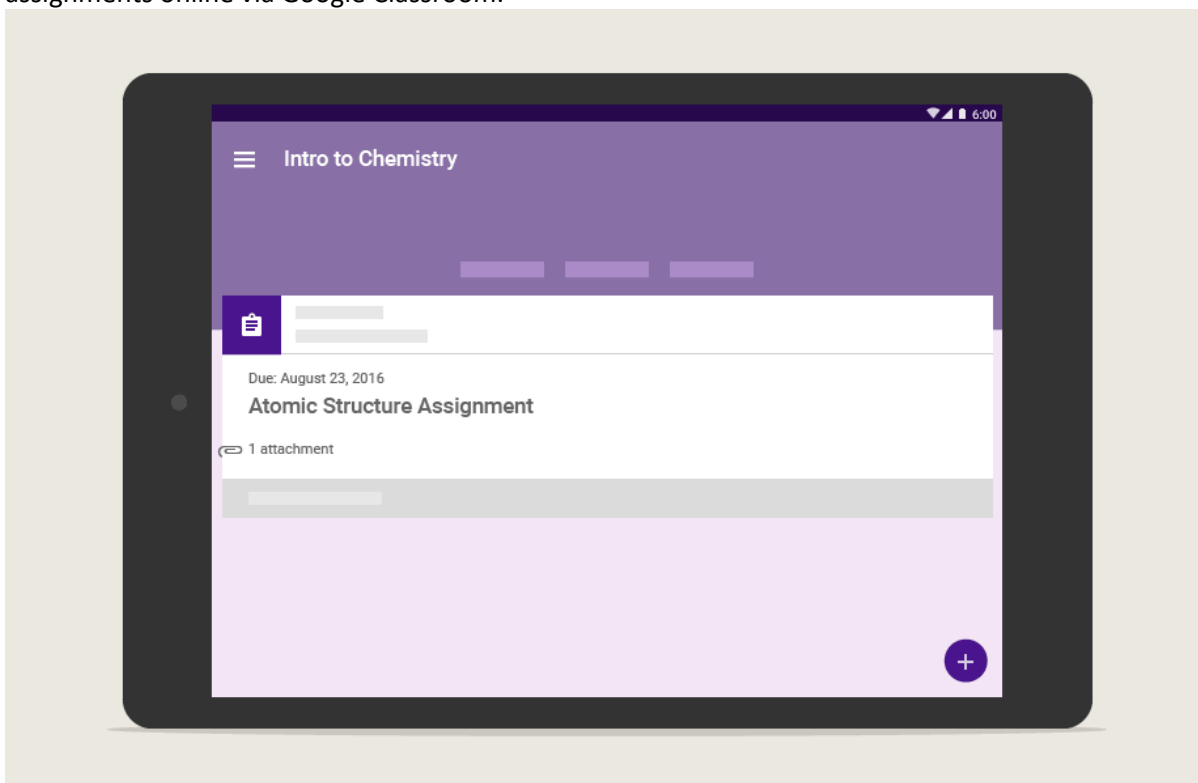 assignments online via Google Classroom.
6:00
Intro to Chemistry
Due: August 23, 2016
Atomic Structure Assignment
1 attachment